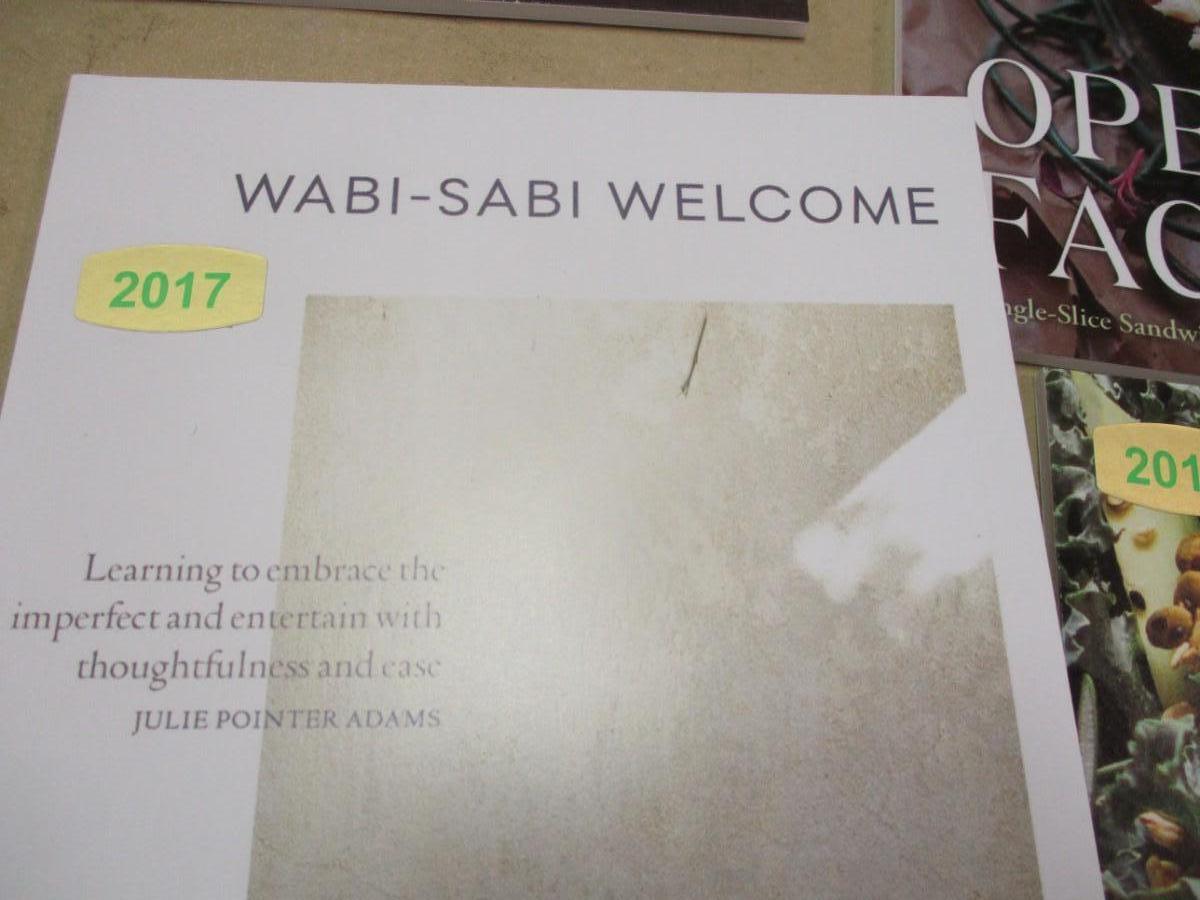 WABI-SABI WELCOME
2017
Learning to embrace the
imperfect and entertain with
thoughtfulness and ease
JULIE POINTER ADAMS
OPE
FAC
ngle-Slice Sandw
201